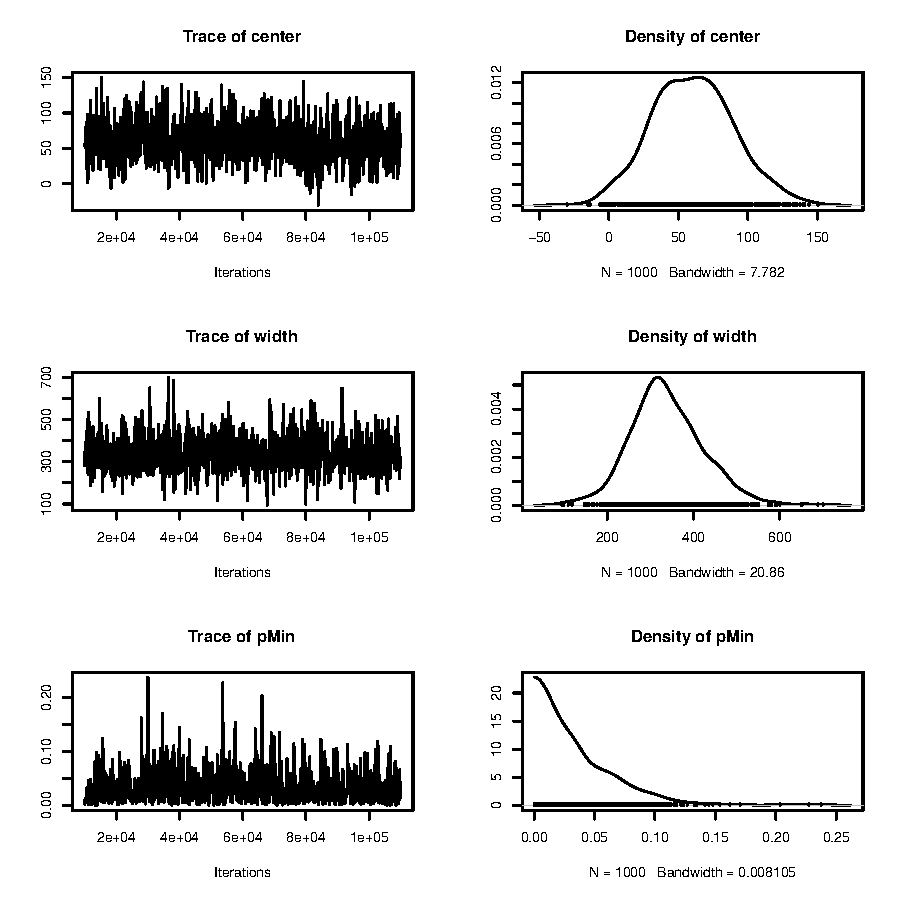 Trace of center
150
100
50
0
2e+04 4e+04 6e+04 8e+04 1e+05
Iterations
Density of center
0.012
0.006
0.000
−50 0 50 100 150
N = 1000 Bandwidth = 7.782
Trace of width
700
500
300
100
2e+04 4e+04 6e+04 8e+04 1e+05
Iterations
Density of width
0.004
0.002
0.000
200 400 600
N = 1000 Bandwidth = 20.86
Trace of pMin
0.20
0.10
0.00
2e+04 4e+04 6e+04 8e+04 1e+05
Iterations
Density of pMin
20
15
10
5
0
0.00 0.05 0.10 0.15 0.20 0.25
N = 1000 Bandwidth = 0.008105